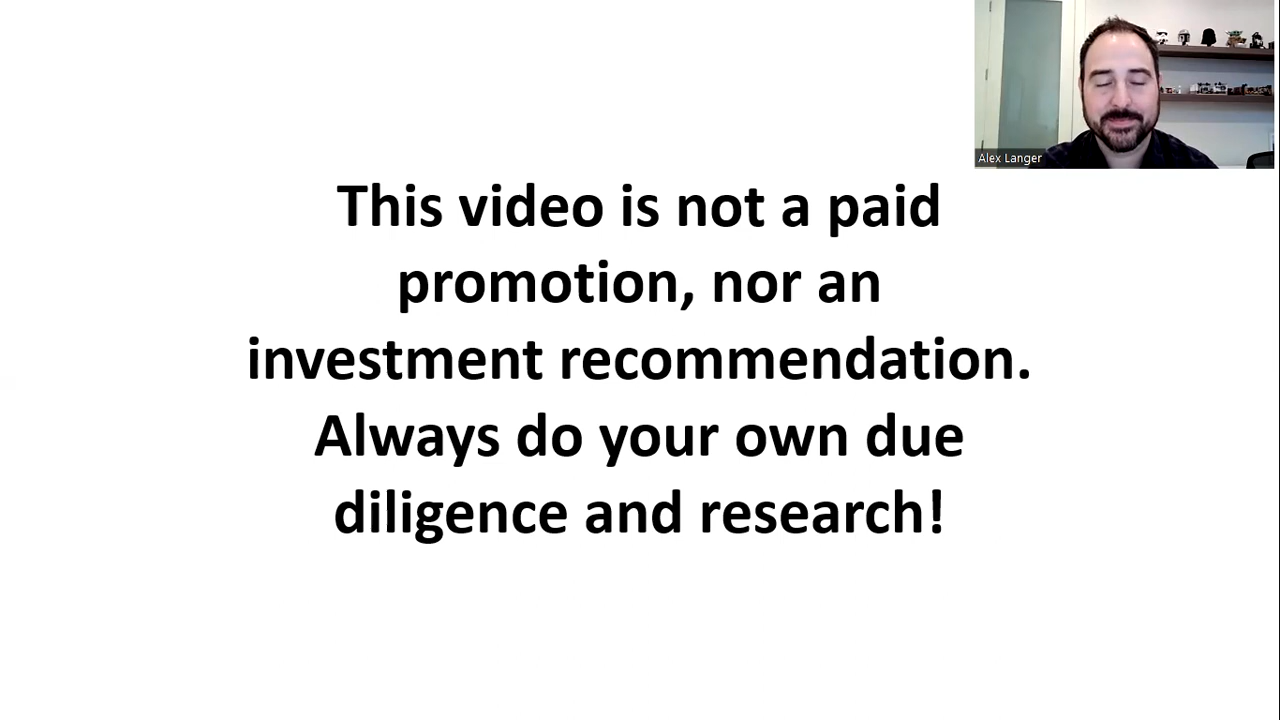 Alex Langer
This video is not a paid
promotion, nor an
investment recommendation.
Always do your own due
diligence and research!